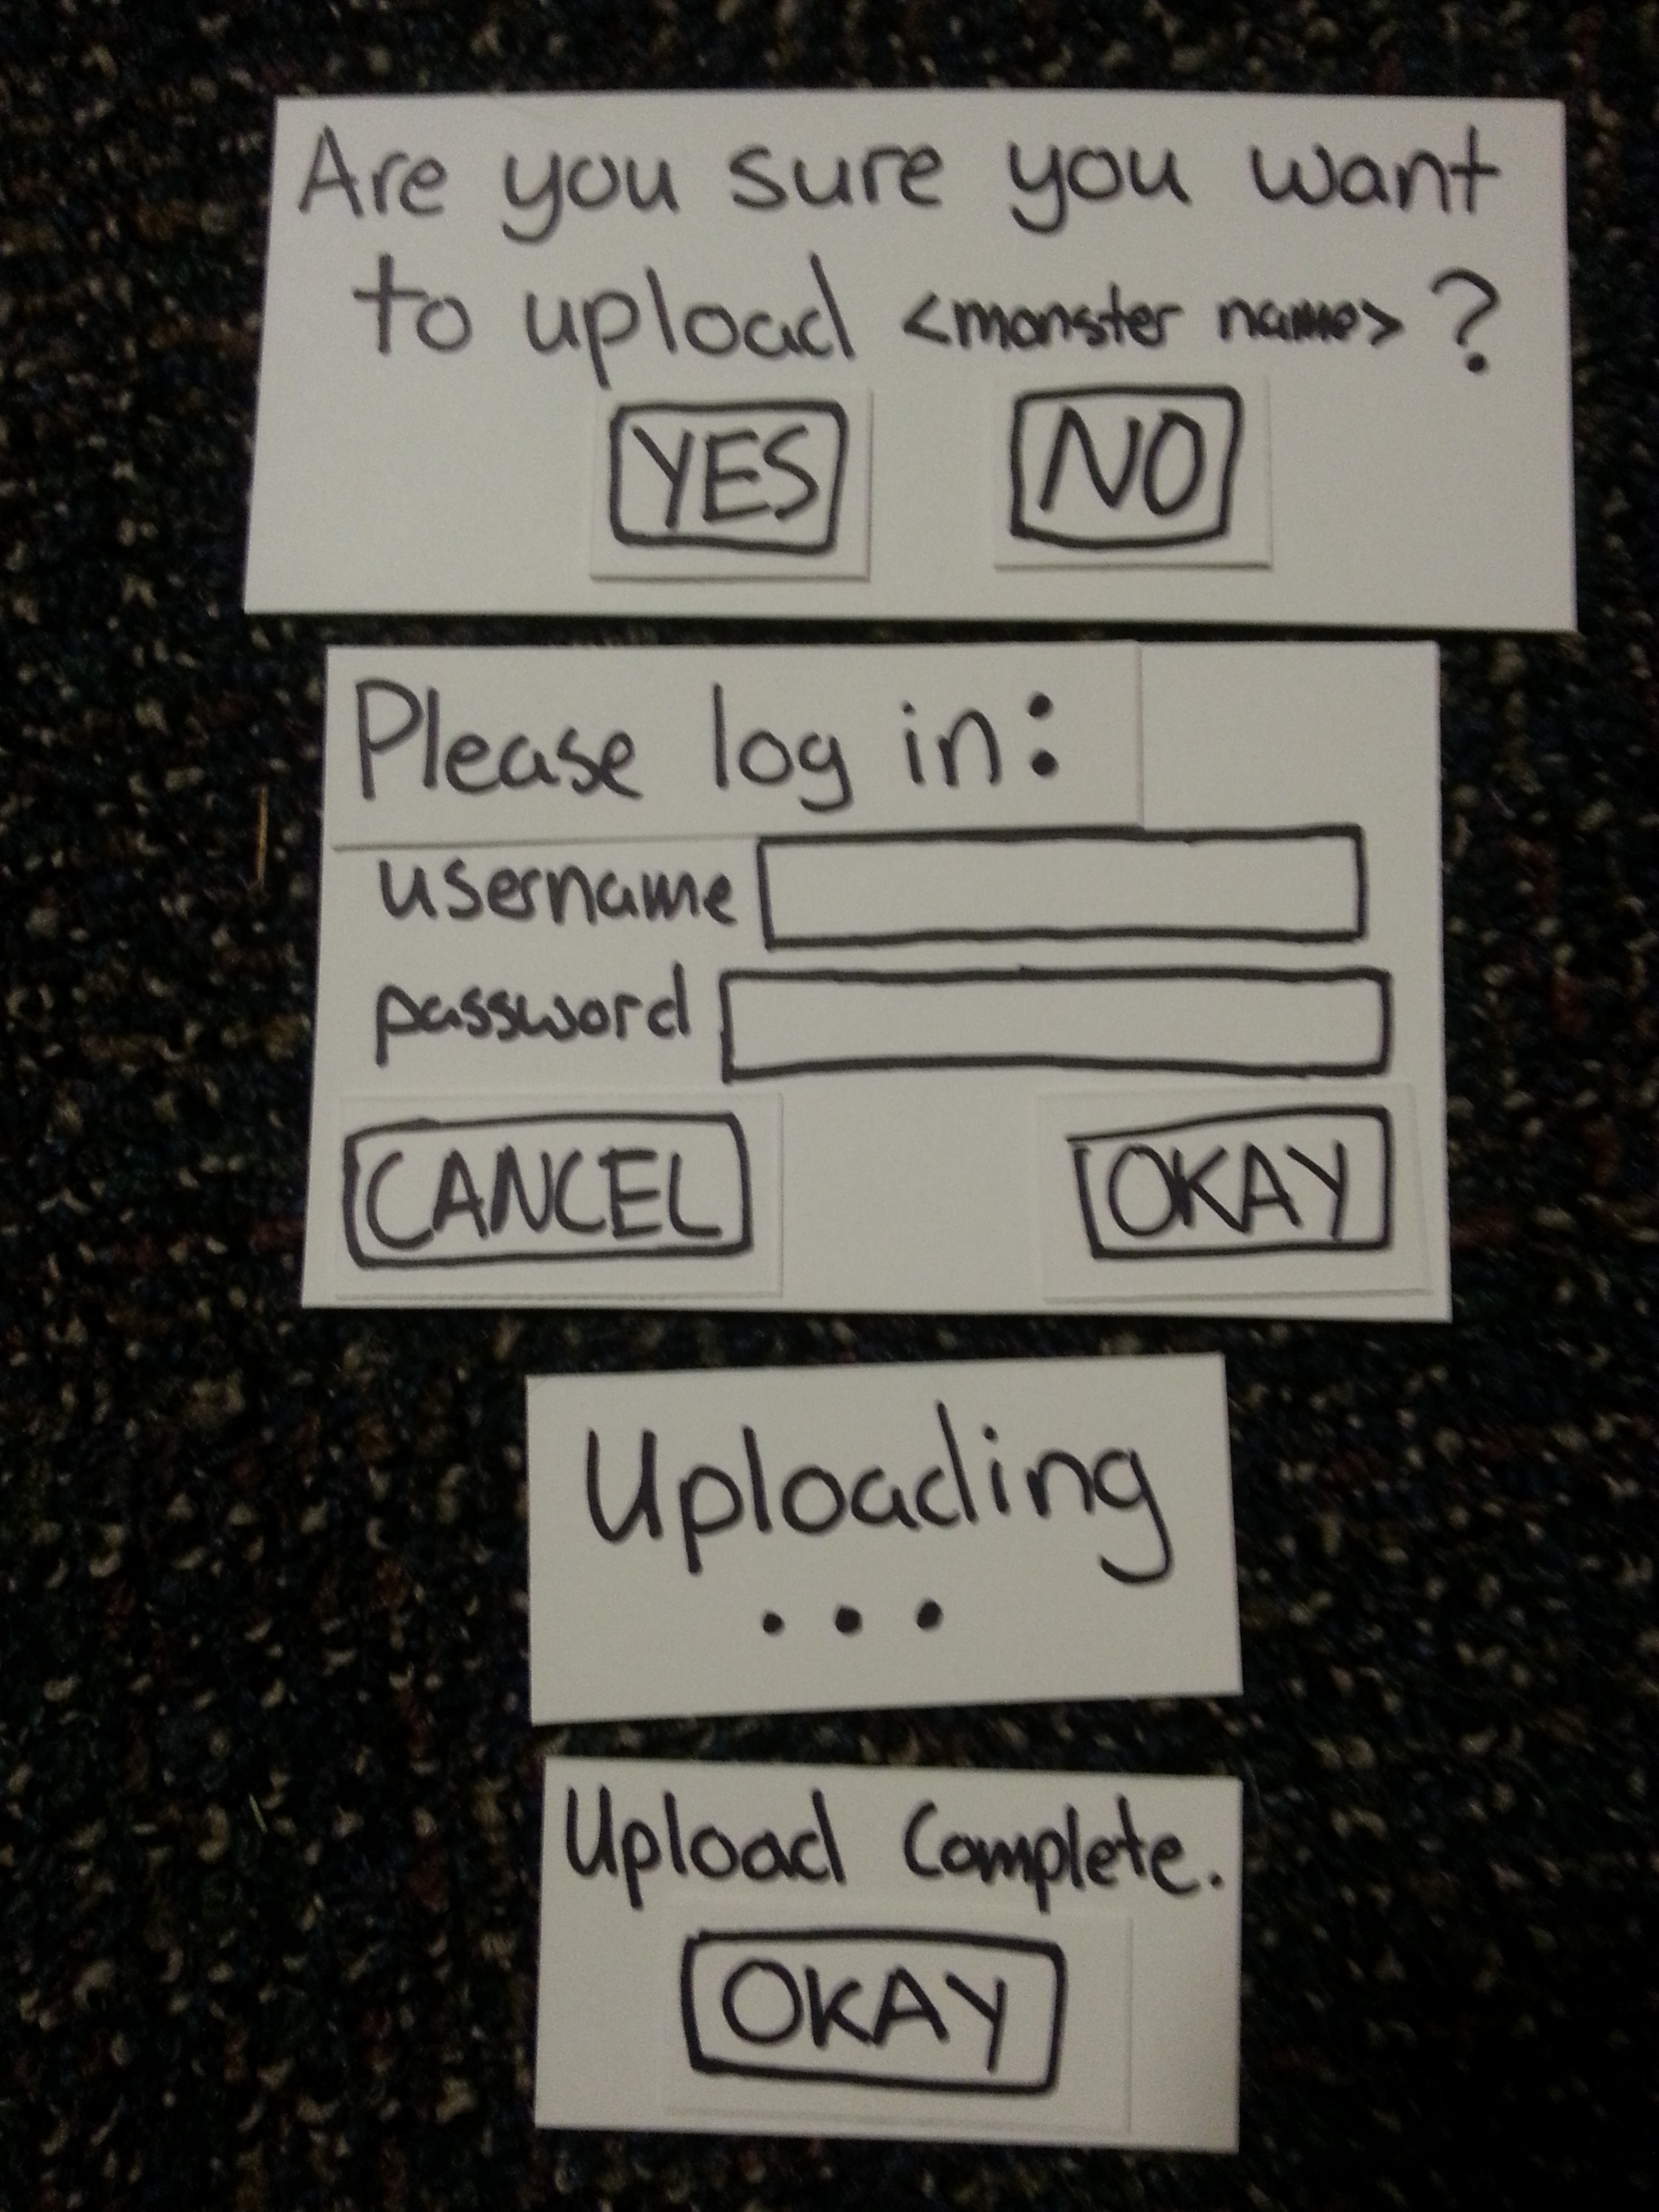 Are you sure you want
to upload <monster name>?
YES NO
Please log in:
username
password
CANCEL OKAY
Uploading
...
Upload Complete.
OKAY